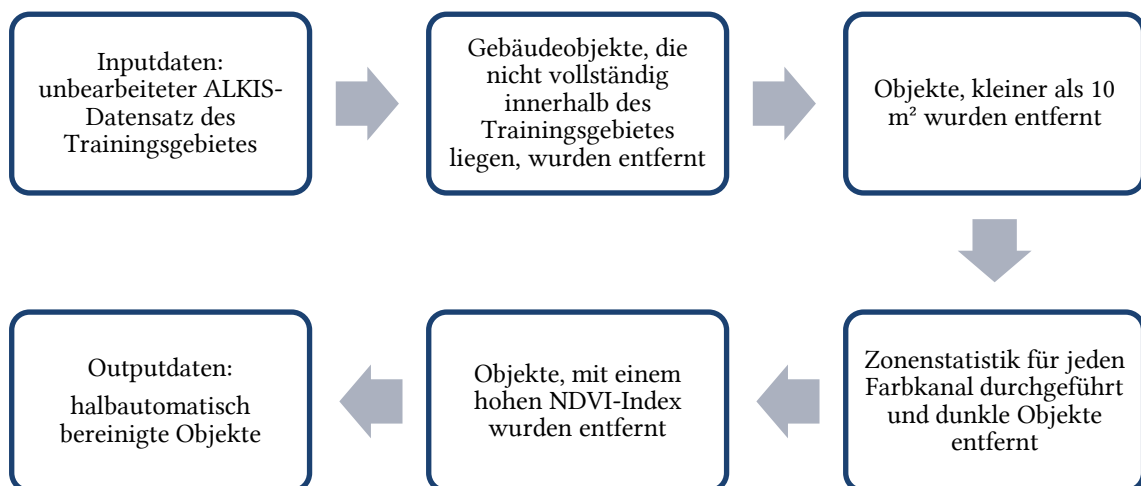 Inputdaten:
unbearbeiteter ALKIS-
Datensatz des
Trainingsgebietes
Gebäudeobjekte, die
nicht vollständig
innerhalb des
Trainingsgebietes
liegen, wurden entfernt
Objekte, kleiner als 10
m² wurden entfernt
Zonenstatistik für jeden
Farbkanal durchgeführt
und dunkle Objekte
entfernt
Objekte, mit einem
hohen NDVI-Index
wurden entfernt
Outputdaten:
halbautomatisch
bereinigte Objekte